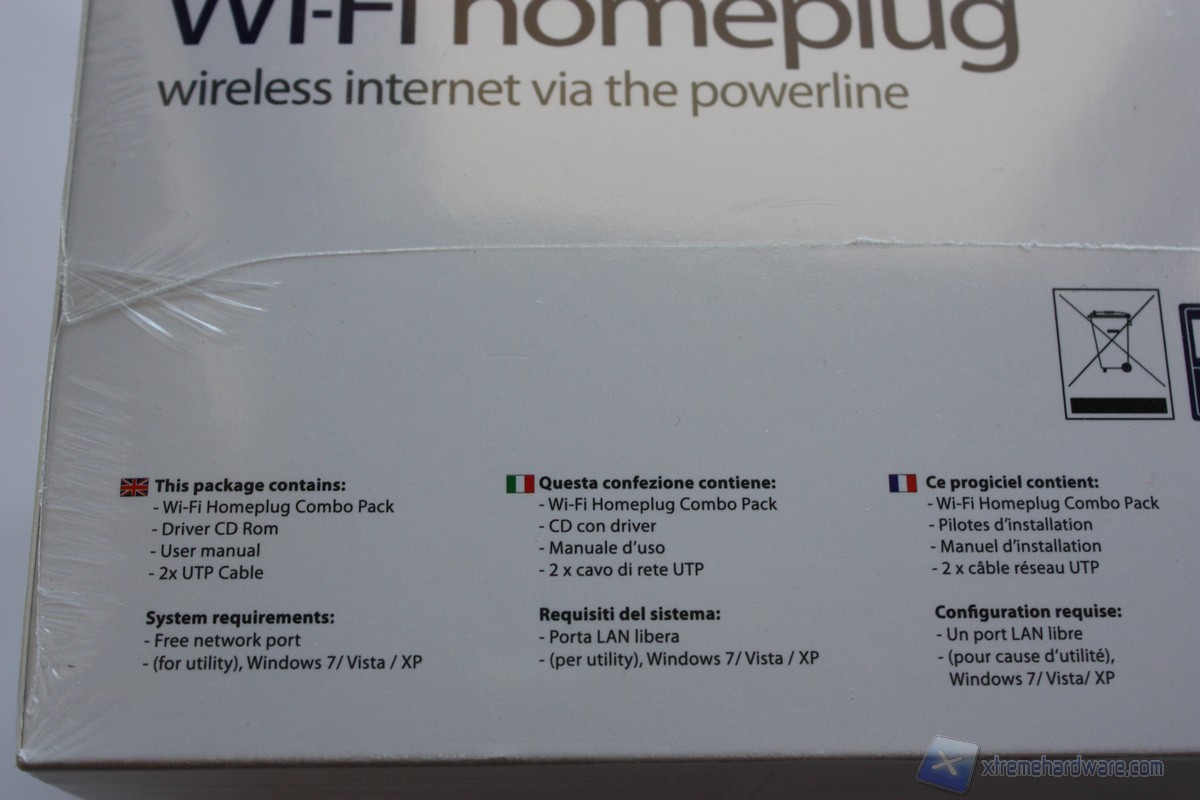 Wi-Fi homeplug
wireless internet via the powerline
This package contains:
- Wi-Fi Homeplug Combo Pack
- Driver CD Rom
- User manual
- 2x UTP Cable
System requirements:
- Free network port
- (for utility), Windows 7/ Vista / XP
Questa confezione contiene:
- Wi-Fi Homeplug Combo Pack
- CD con driver
- Manuale d'uso
- 2 x cavo di rete UTP
Requisiti del sistema:
- Porta LAN libera
- (per utility), Windows 7/ Vista / XP
Ce progiciel contient:
- Wi-Fi Homeplug Combo Pack
- Pilotes d'installation
- Manuel d'installation
- 2 x câble réseau UTP
Configuration requise:
- Un port LAN libre
- (pour cause d'utilité),
Windows 7/ Vista/ XP
xtremehardware.com